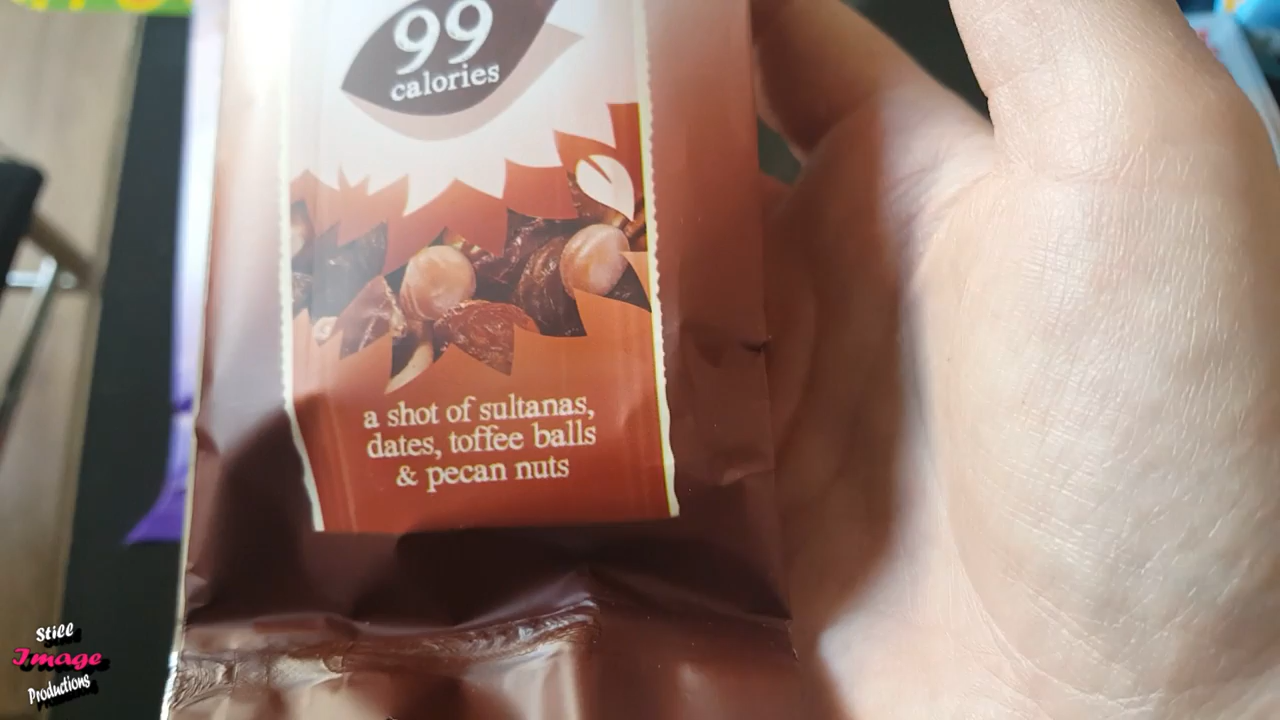 99
calories
a shot of sultanas,
dates, toffee balls
& pecan nuts
Still
Image
Productions